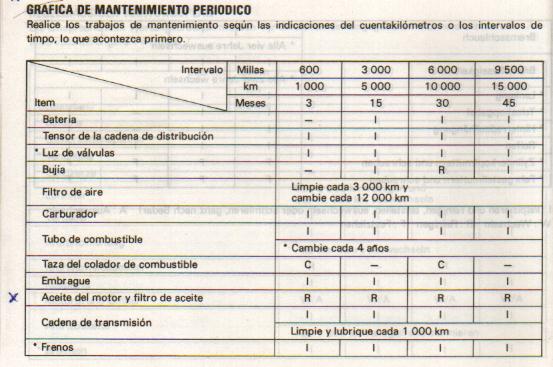 GRAFICA DE MANTENIMIENTO PERIODICO
Realice los trabajos de mantenimiento según las indicaciones del cuentakilómetros o los intervalos de
timpo, lo que acontezca primero.
Intervalo Millas 600 3 000 6 000 9 500
km 1 000 5 000 10 000 15 000
Item Meses 3 15 30 45
Bateria — I I I
Tensor de la cadena de distribución I I I I
* Luz de válvulas I I I I
Bujía — I R I
Filtro de aire Limpie cada 3 000 km y
cambie cada 12 000 km
Carburador I I I I
Tubo de combustible I I I I
* Cambie cada 4 años
Taza del colador de combustible C — C —
Embrague I I I I
Aceite del motor y filtro de aceite R R R R
Cadena de transmisión I I I I
Limpie y lubrique cada 1 000 km
* Frenos I I I I